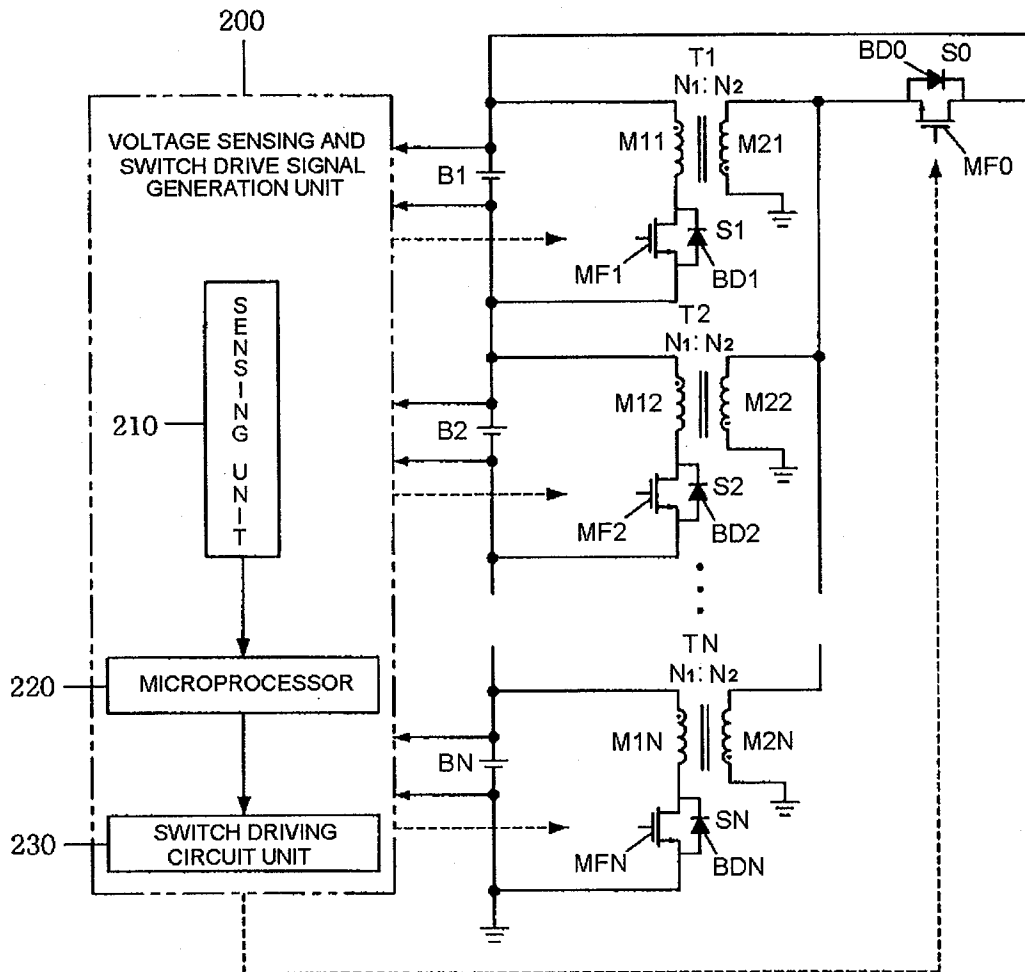 200
VOLTAGE SENSING AND
SWITCH DRIVE SIGNAL
GENERATION UNIT
SENSING UNIT
210
MICROPROCESSOR
220
SWITCH DRIVING
CIRCUIT UNIT
230
T1
N1: N2
M11
M21
B1
S1
MF1
BD1
BD0
S0
MF0
T2
N1: N2
M12
M22
B2
S2
MF2
BD2
TN
N1: N2
M1N
M2N
BN
SN
MFN
BDN